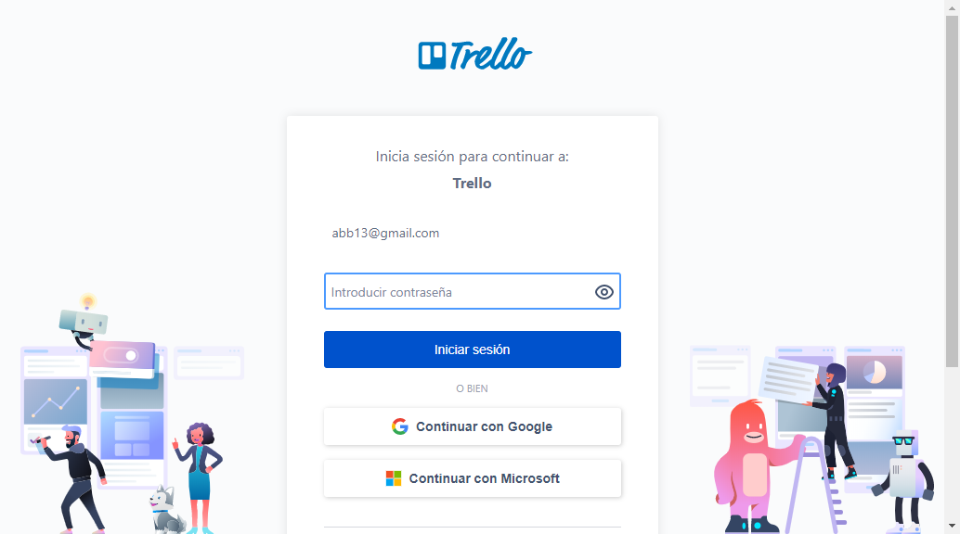 Trello
Inicia sesión para continuar a:
Trello
abb13@gmail.com
Introducir contraseña
Iniciar sesión
O BIEN
Continuar con Google
Continuar con Microsoft